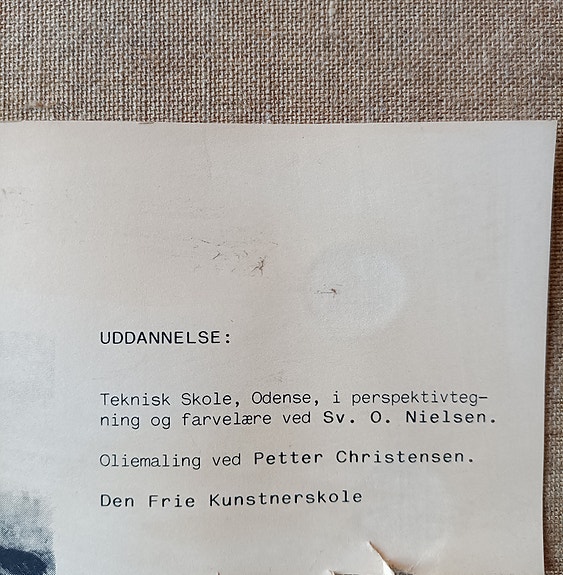 UDDANNELSE:
Teknisk Skole, Odense, i perspektivteg-
ning og farvelære ved Sv. O. Nielsen.
Oliemaling ved Petter Christensen.
Den Frie Kunstnerskole